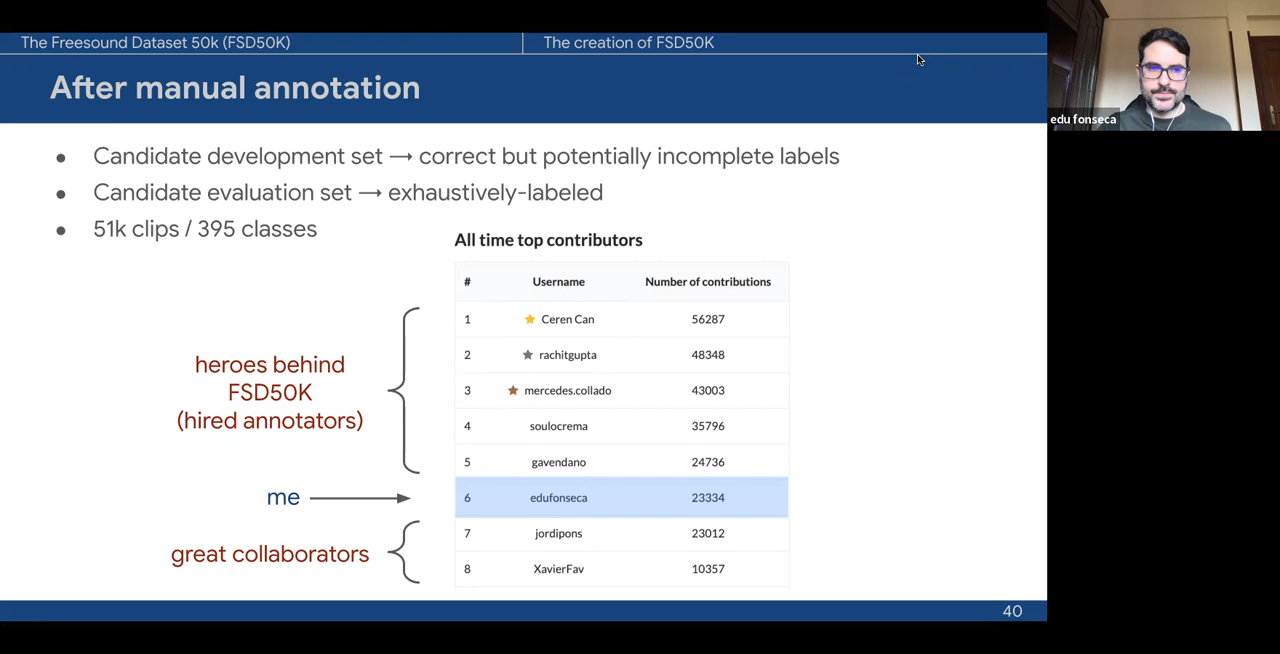 The Freesound Dataset 50k (FSD50K)
The creation of FSD50K
After manual annotation
● Candidate development set → correct but potentially incomplete labels
● Candidate evaluation set → exhaustively-labeled
● 51k clips / 395 classes
All time top contributors
# Username Number of contributions
1 Ceren Can 56287
2 rachitgupta 48348
3 mercedes.collado 43003
4 soulocrema 35796
5 gavendano 24736
6 edufonseca 23334
7 jordipons 23012
8 XavierFav 10357
heroes behind
FSD50K
(hired annotators)
me
great collaborators
40
edu fonseca